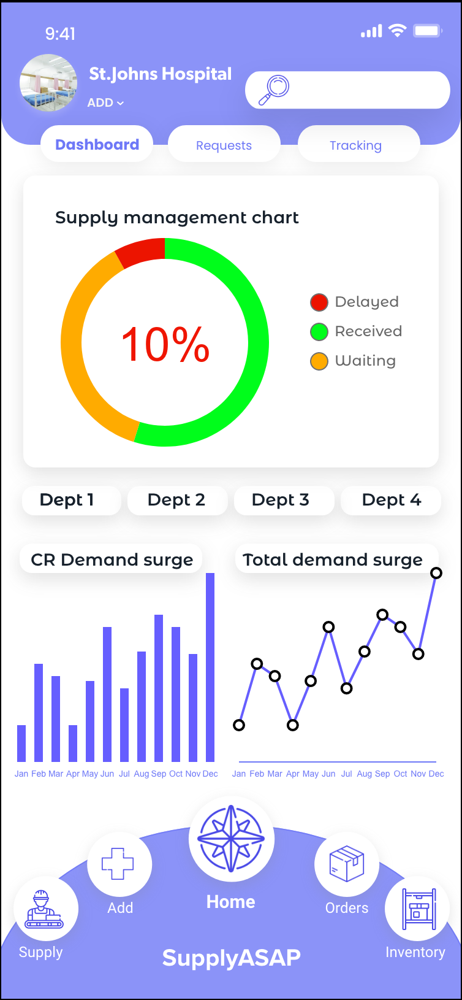 9:41
St.Johns Hospital
ADD
Dashboard Requests Tracking
Supply management chart
10%
Delayed
Received
Waiting
Dept 1 Dept 2 Dept 3 Dept 4
CR Demand surge
Jan Feb Mar Apr May Jun Jul Aug Sep Oct Nov Dec
Total demand surge
Jan Feb Mar Apr May Jun Jul Aug Sep Oct Nov Dec
Home
Add
Orders
Supply
Inventory
SupplyASAP